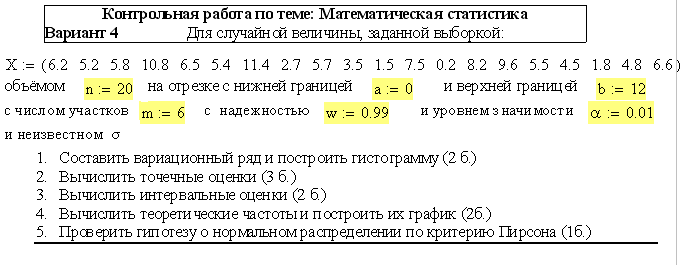 Контрольная работа по теме: Математическая статистика
Вариант 4 Для случайной величины, заданной выборкой:
X := (6.2 5.2 5.8 10.8 6.5 5.4 11.4 2.7 5.7 3.5 1.5 7.5 0.2 8.2 9.6 5.5 4.5 1.8 4.8 6.6)
объёмом n := 20 на отрезке с нижней границей a := 0 и верхней границей b := 12
с числом участков m := 6 с надежностью w := 0.99 и уровнем значимости α := 0.01
и неизвестном σ
1. Составить вариационный ряд и построить гистограмму (2 б.)
2. Вычислить точечные оценки (3 б.)
3. Вычислить интервальные оценки (2 б.)
4. Вычислить теоретические частоты и построить их график (2б.)
5. Проверить гипотезу о нормальном распределении по критерию Пирсона (1б.)